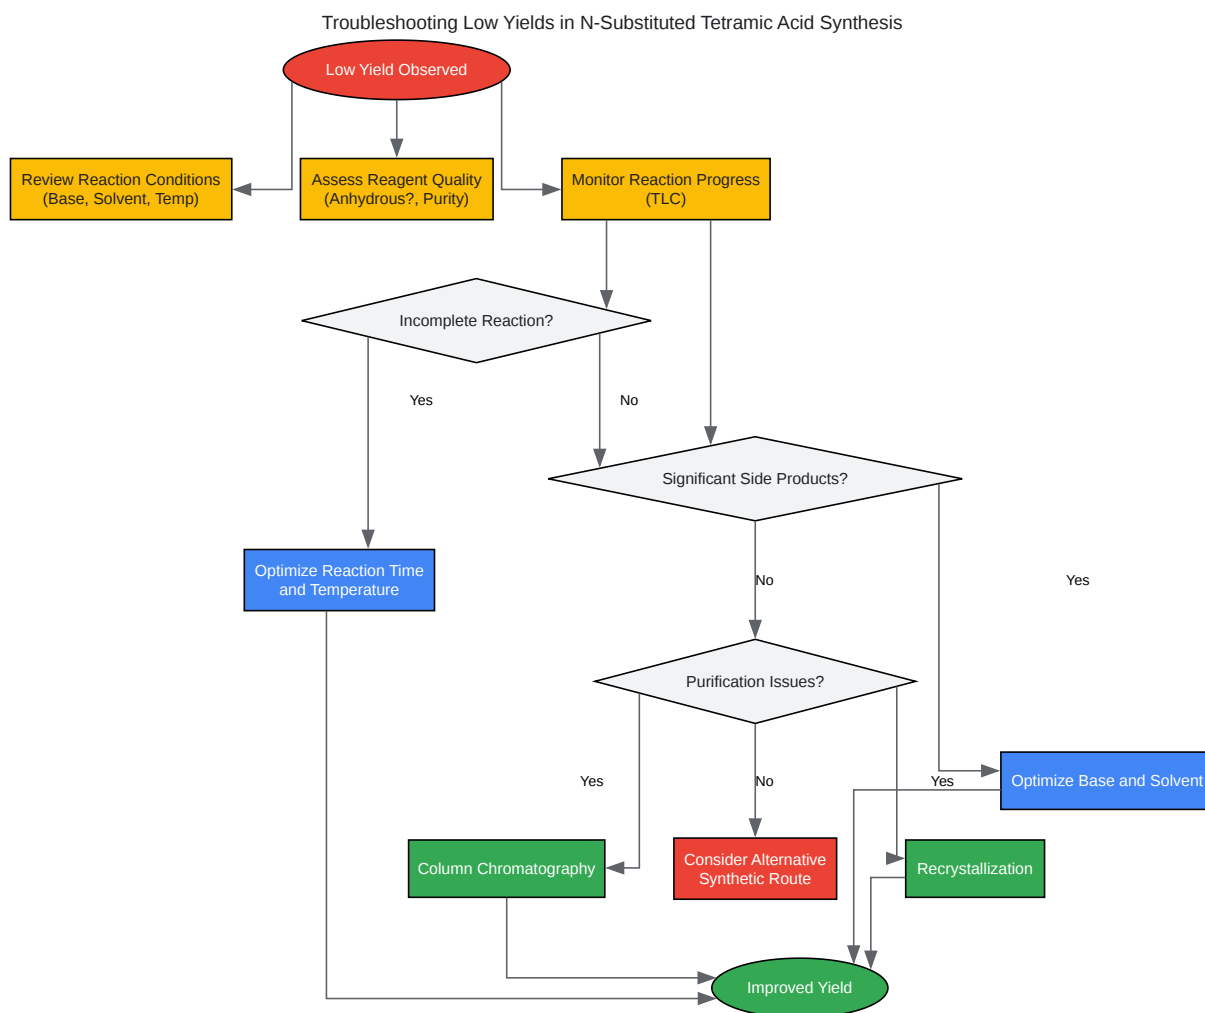 Troubleshooting Low Yields in N-Substituted Tetramic Acid Synthesis
Low Yield Observed
Review Reaction Conditions
(Base, Solvent, Temp)
Assess Reagent Quality
(Anhydrous?, Purity)
Monitor Reaction Progress
(TLC)
Incomplete Reaction?
Yes
No
Significant Side Products?
Optimize Reaction Time
and Temperature
No
Yes
Purification Issues?
Yes
No
Yes
Optimize Base and Solvent
Column Chromatography
Consider Alternative
Synthetic Route
Recrystallization
Improved Yield